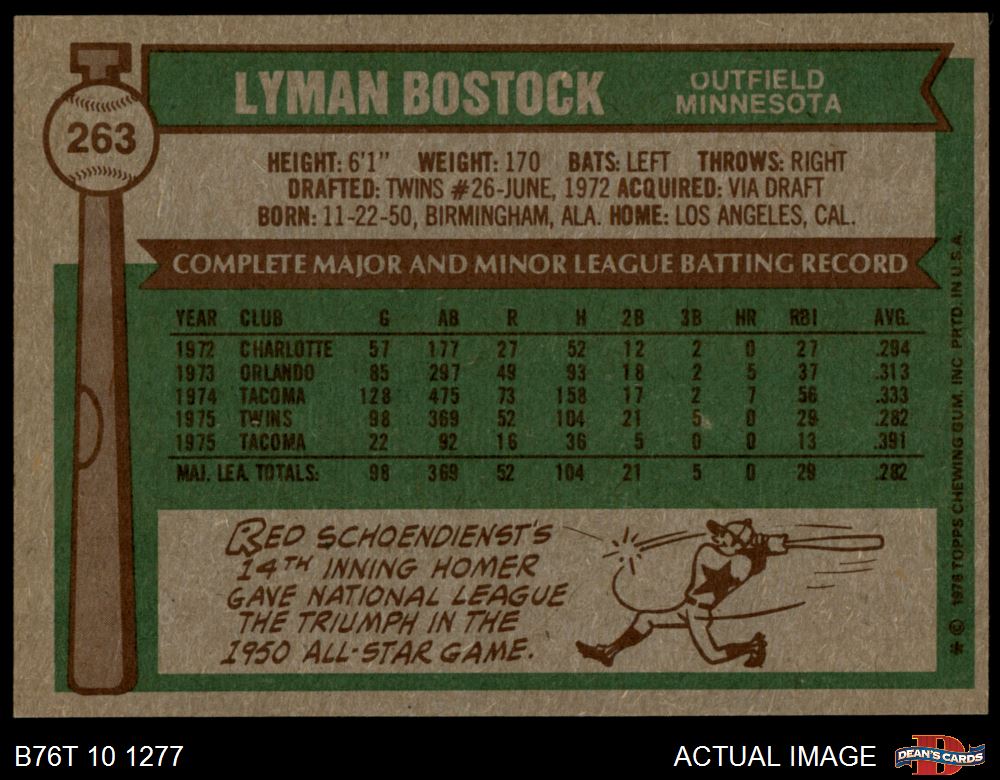 263
LYMAN BOSTOCK
OUTFIELD
MINNESOTA
HEIGHT: 6'1" WEIGHT: 170 BATS: LEFT THROWS: RIGHT
DRAFTED: TWINS #26-JUNE, 1972 ACQUIRED: VIA DRAFT
BORN: 11-22-50, BIRMINGHAM, ALA. HOME: LOS ANGELES, CAL.
COMPLETE MAJOR AND MINOR LEAGUE BATTING RECORD
YEAR CLUB G AB R H 2B 3B HR RBI AVG.
1972 CHARLOTTE 57 177 27 52 12 2 0 27 .294
1973 ORLANDO 85 297 49 93 18 2 5 37 .313
1974 TACOMA 128 475 73 158 17 2 7 56 .333
1975 TWINS 98 369 52 104 21 5 0 29 .282
1975 TACOMA 22 92 16 36 5 0 0 13 .391
MAJ. LEA. TOTALS: 98 369 52 104 21 5 0 29 .282
RED SCHOENDIENST'S
14TH INNING HOMER
GAVE NATIONAL LEAGUE
THE TRIUMPH IN THE
1950 ALL-STAR GAME.
* © 1976 TOPPS CHEWING GUM, INC. PRTD. IN U.S.A.
B76T 10 1277
ACTUAL IMAGE
DEAN'S CARDS